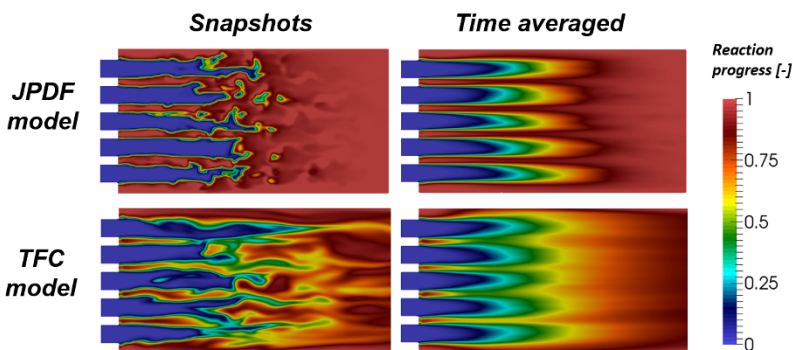 Snapshots
Time averaged
Reaction
progress [-]
JPDF
model
TFC
model
1
0.75
0.5
0.25
0